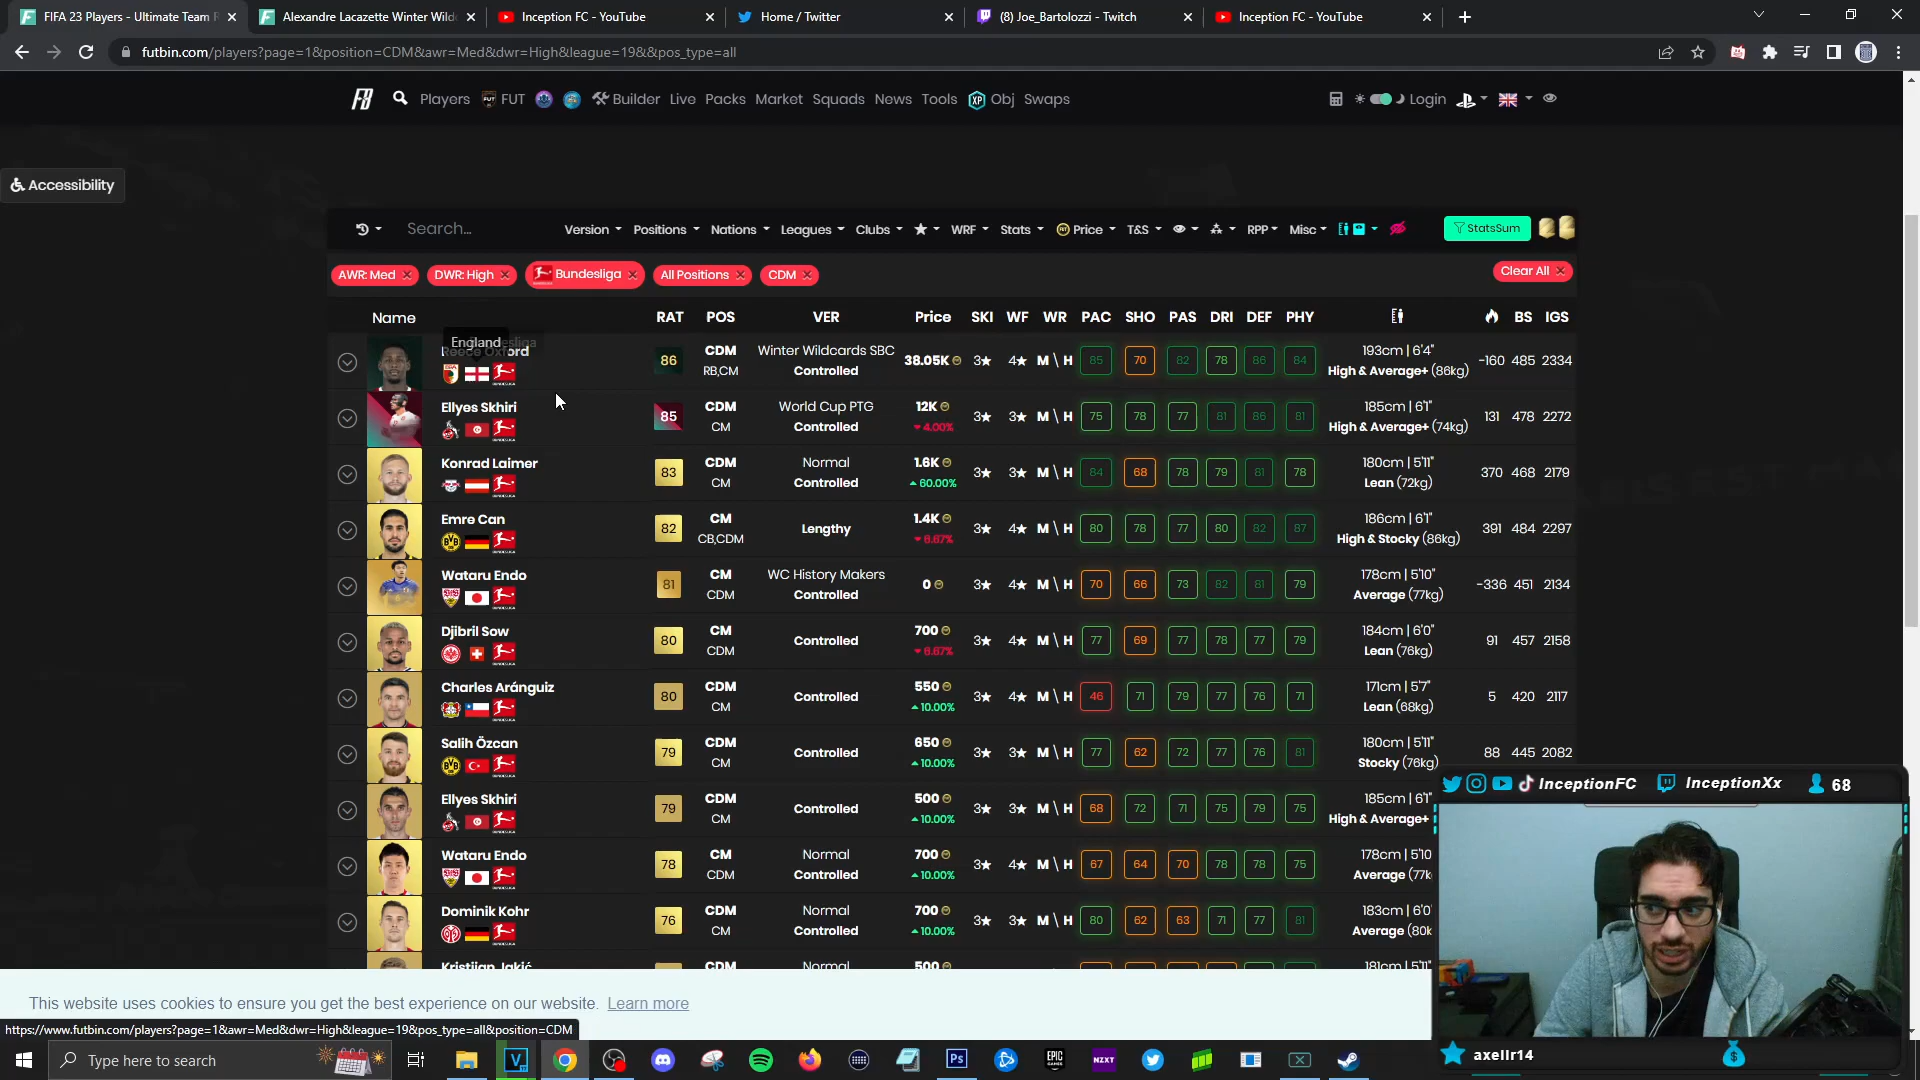 FIFA 23 Players - Ultimate Team
Alexandre Lacazette Winter Wild
Inception FC - YouTube
Home / Twitter
(8) Joe_Bartolozzi - Twitch
Inception FC - YouTube
futbin.com/players?page=1&position=CDM&awr=Med&dwr=High&league=19&&pos_type=all
Players FUT Builder Live Packs Market Squads News Tools XP Obj Swaps Login
Accessibility
Search... Version Positions Nations Leagues Clubs WRF Stats Price T&S RPP Misc StatsSum
AWR: Med DWR: High Bundesliga All Positions CDM Clear All
Name RAT POS VER Price SKI WF WR PAC SHO PAS DRI DEF PHY BS IGS
England
Reece Oxford 86 CDM RB,CM Winter Wildcards SBC Controlled 38.05K 3★ 4★ M \ H 85 70 82 78 86 84 193cm | 6'4" High & Average+ (86kg) -160 485 2334
Ellyes Skhiri 85 CDM CM World Cup PTG Controlled 12K 4.00% 3★ 3★ M \ H 75 78 77 81 86 81 185cm | 6'1" High & Average+ (74kg) 131 478 2272
Konrad Laimer 83 CDM CM Normal Controlled 1.6K 60.00% 3★ 3★ M \ H 84 68 78 79 81 78 180cm | 5'11" Lean (72kg) 370 468 2179
Emre Can 82 CM CB,CDM Lengthy 1.4K 6.67% 3★ 4★ M \ H 80 78 77 80 82 87 186cm | 6'1" High & Stocky (86kg) 391 484 2297
Wataru Endo 81 CM CDM WC History Makers Controlled 0 3★ 4★ M \ H 70 66 73 82 81 79 178cm | 5'10" Average (77kg) -336 451 2134
Djibril Sow 80 CM CDM Controlled 700 6.67% 3★ 4★ M \ H 77 69 77 78 77 79 184cm | 6'0" Lean (76kg) 91 457 2158
Charles Aránguiz 80 CDM CM Controlled 550 10.00% 3★ 4★ M \ H 46 71 79 77 76 71 171cm | 5'7" Lean (68kg) 5 420 2117
Salih Özcan 79 CDM CM Controlled 650 10.00% 3★ 3★ M \ H 77 62 72 77 76 81 180cm | 5'11" Stocky (76kg) 88 445 2082
Ellyes Skhiri 79 CDM CM Controlled 500 10.00% 3★ 3★ M \ H 68 72 71 75 79 75 185cm | 6'1" High & Average+
Wataru Endo 78 CM CDM Normal Controlled 700 10.00% 3★ 4★ M \ H 67 64 70 78 78 75 178cm | 5'10 Average (77k
Dominik Kohr 76 CDM CM Normal Controlled 700 10.00% 3★ 3★ M \ H 80 62 63 71 77 81 183cm | 6'0 Average (80k
Kristijan Jakić CDM Normal 500 181cm | 5'11
InceptionFC InceptionXx 68
This website uses cookies to ensure you get the best experience on our website. Learn more
https://www.futbin.com/players?page=1&awr=Med&dwr=High&league=19&pos_type=all&position=CDM
axellr14
Type here to search
V Ps EPIC GAMES NZXT